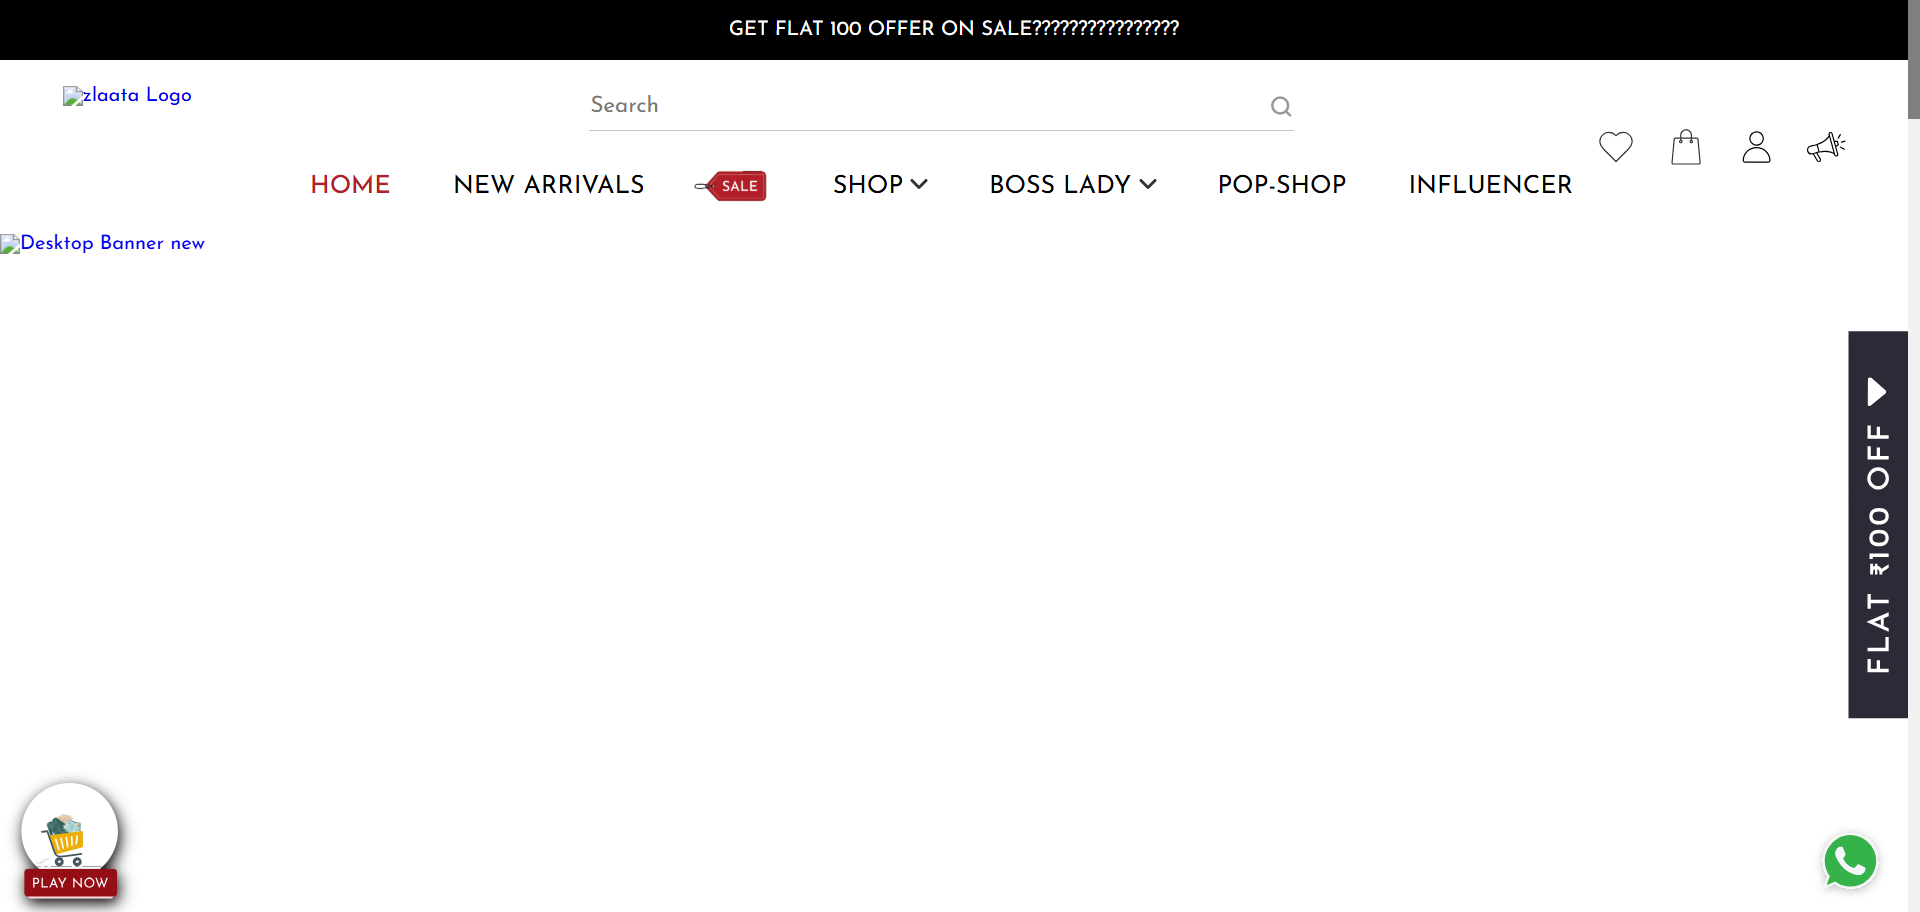 GET FLAT 100 OFFER ON SALE????????????????
zlaata Logo
Search
HOME
NEW ARRIVALS
SALE
SHOP
BOSS LADY
POP-SHOP
INFLUENCER
Desktop Banner new
FLAT ₹100 OFF
PLAY NOW